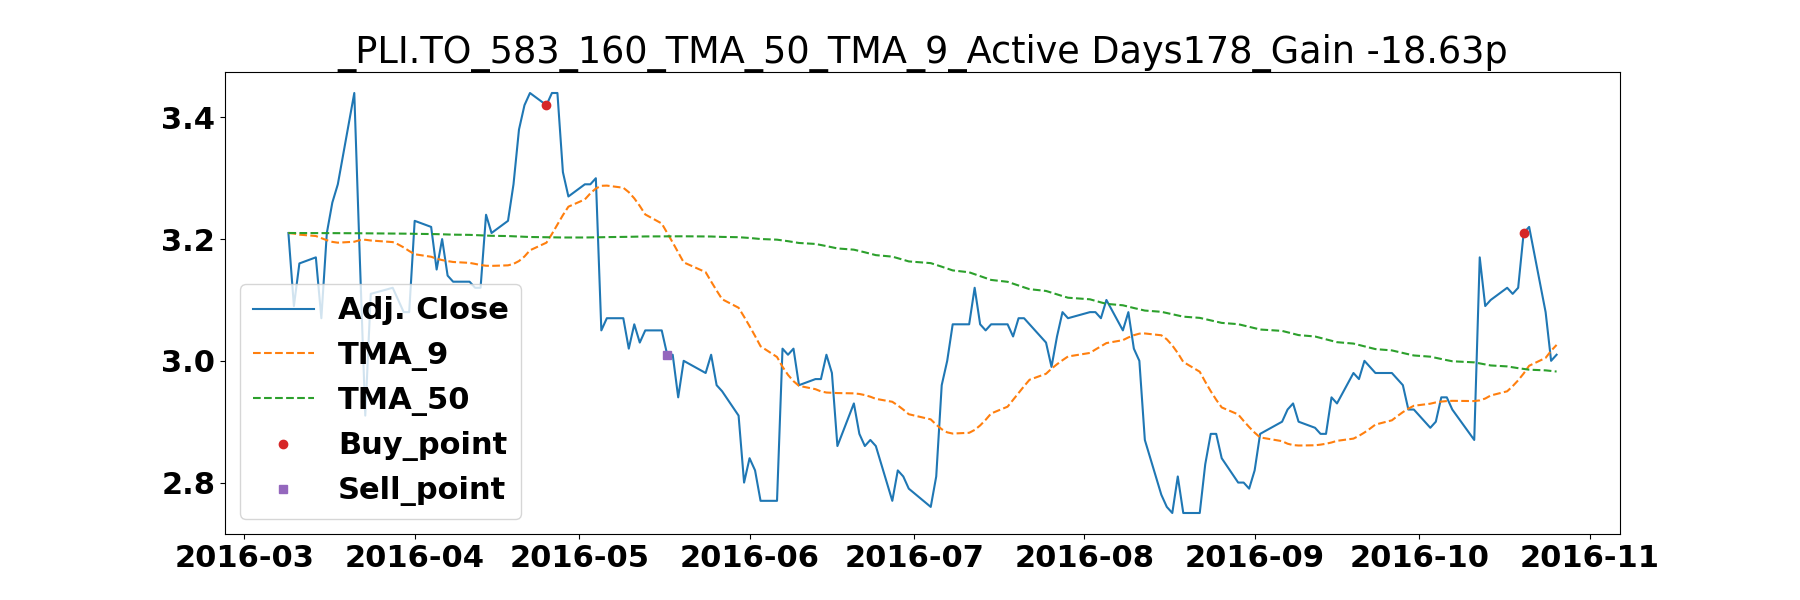 _PLI.TO_583_160_TMA_50_TMA_9_Active Days178_Gain -18.63p
3.4
3.2
3.0
2.8
Adj. Close
TMA_9
TMA_50
Buy_point
Sell_point
2016-03 2016-04 2016-05 2016-06 2016-07 2016-08 2016-09 2016-10 2016-11